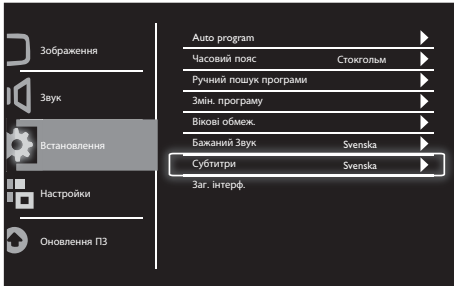 Зображення
Звук
Встановлення
Настройки
Оновлення ПЗ
Auto program
Часовий пояс Стокгольм
Ручний пошук програми
Змін. програму
Вікові обмеж.
Бажаний Звук Svenska
Субтитри Svenska
Заг. інтерф.